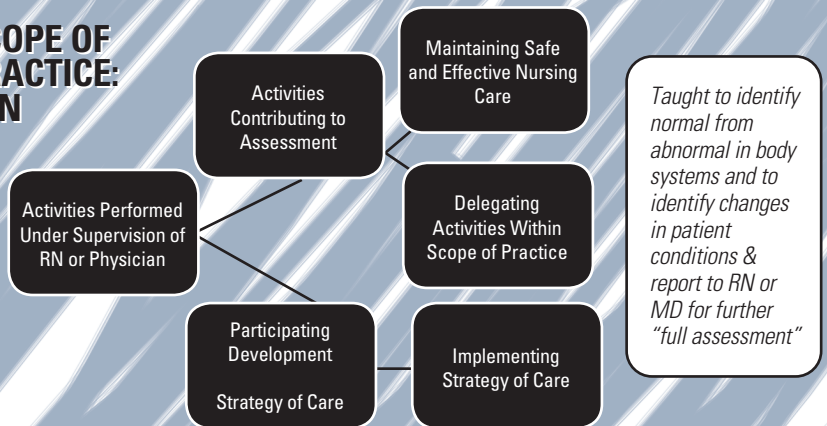 OPE OF
ACTICE:
N
Activities Performed
Under Supervision of
RN or Physician
Activities
Contributing to
Assessment
Maintaining Safe
and Effective Nursing
Care
Delegating
Activities Within
Scope of Practice
Participating
Development
Strategy of Care
Implementing
Strategy of Care
Taught to identify
normal from
abnormal in body
systems and to
identify changes
in patient
conditions &
report to RN or
MD for further
“full assessment”